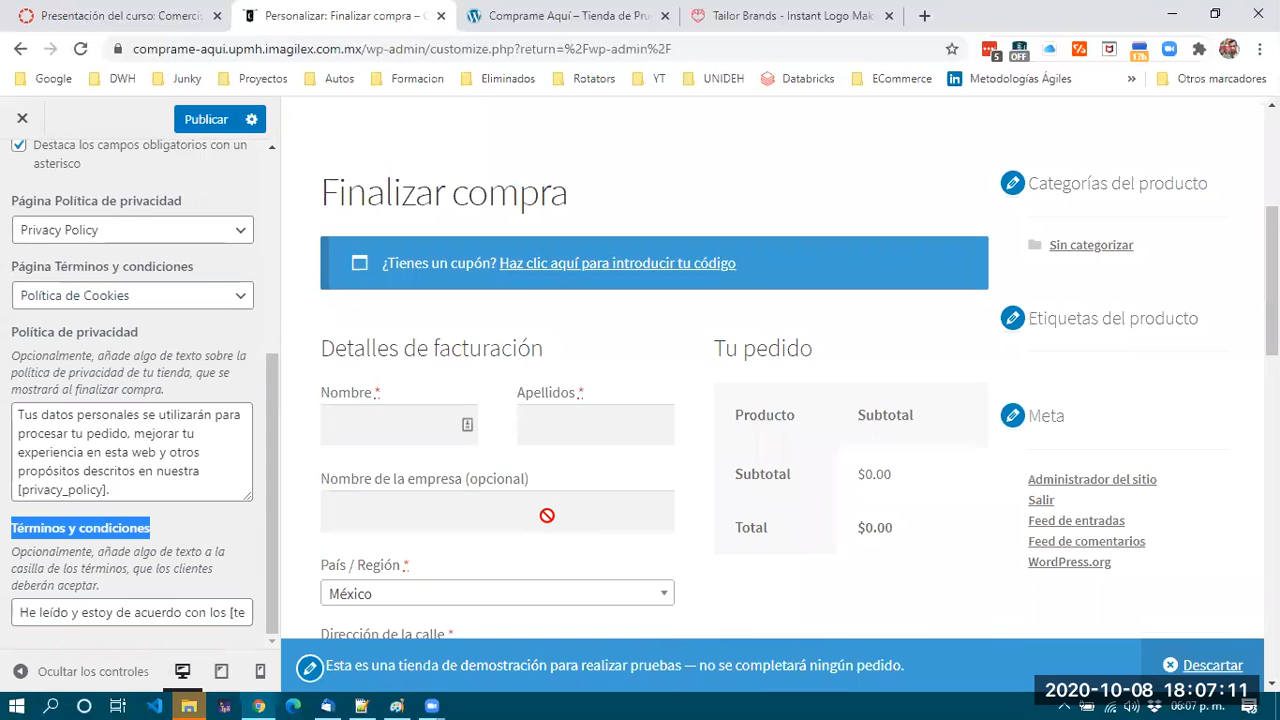 Presentación del curso: Comerci
Personalizar: Finalizar compra – C
Comprame Aquí – Tienda de Pru
Tailor Brands - Instant Logo Mak
comprame-aqui.upmh.imagilex.com.mx/wp-admin/customize.php?return=%2Fwp-admin%2F
5
OFF
17h
Google
DWH
Junky
Proyectos
Autos
Formacion
Eliminados
Rotators
YT
UNIDEH
Databricks
ECommerce
Metodologías Ágiles
»
Otros marcadores
Publicar
Destaca los campos obligatorios con un
asterisco
Página Política de privacidad
Privacy Policy
Página Términos y condiciones
Política de Cookies
Política de privacidad
Opcionalmente, añade algo de texto sobre la
política de privacidad de tu tienda, que se
mostrará al finalizar compra.
Tus datos personales se utilizarán para
procesar tu pedido, mejorar tu
experiencia en esta web y otros
propósitos descritos en nuestra
[privacy_policy].
Términos y condiciones
Opcionalmente, añade algo de texto a la
casilla de los términos, que los clientes
deberán aceptar.
He leído y estoy de acuerdo con los [te
Ocultar los controles
Finalizar compra
¿Tienes un cupón? Haz clic aquí para introducir tu código
Detalles de facturación
Nombre *
Apellidos *
Nombre de la empresa (opcional)
País / Región *
México
Dirección de la calle *
Tu pedido
Producto Subtotal
Subtotal $0.00
Total $0.00
Categorías del producto
Sin categorizar
Etiquetas del producto
Meta
Administrador del sitio
Salir
Feed de entradas
Feed de comentarios
WordPress.org
Esta es una tienda de demostración para realizar pruebas — no se completará ningún pedido.
Descartar
2020-10-08 18:07:11
06:07 p. m.